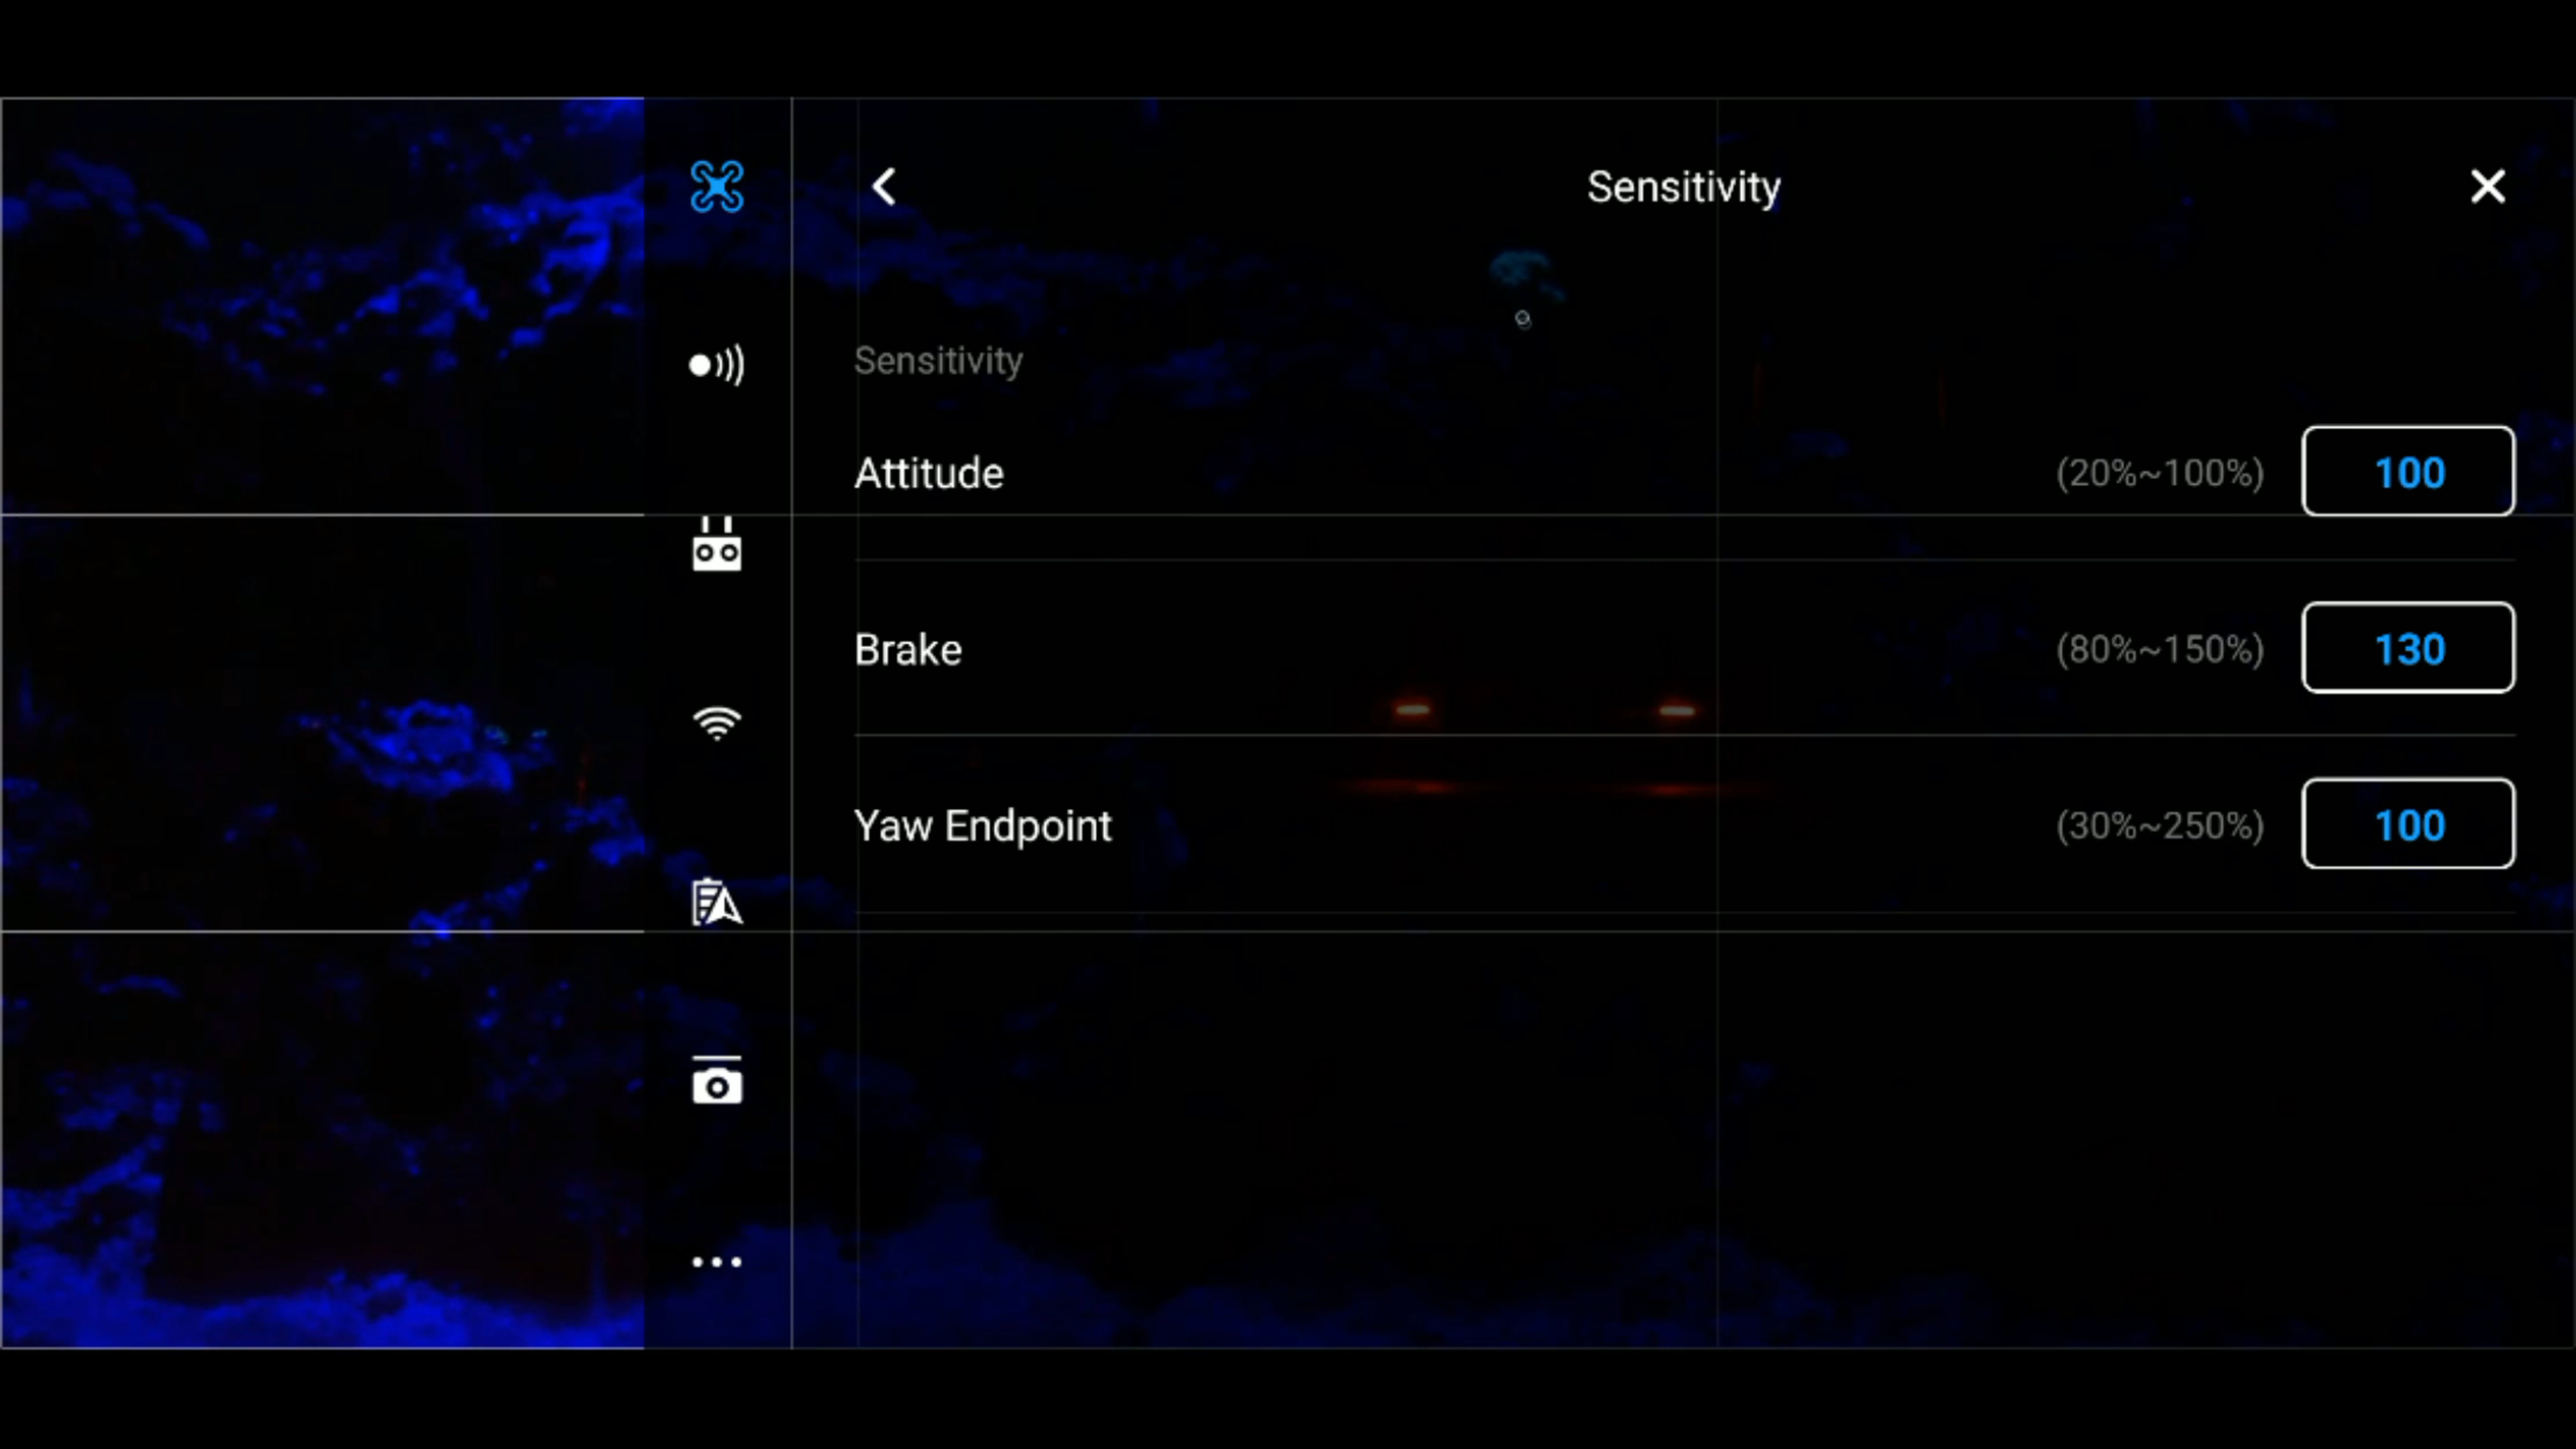 Sensitivity
Sensitivity
Attitude (20%~100%) 100
Brake (80%~150%) 130
Yaw Endpoint (30%~250%) 100